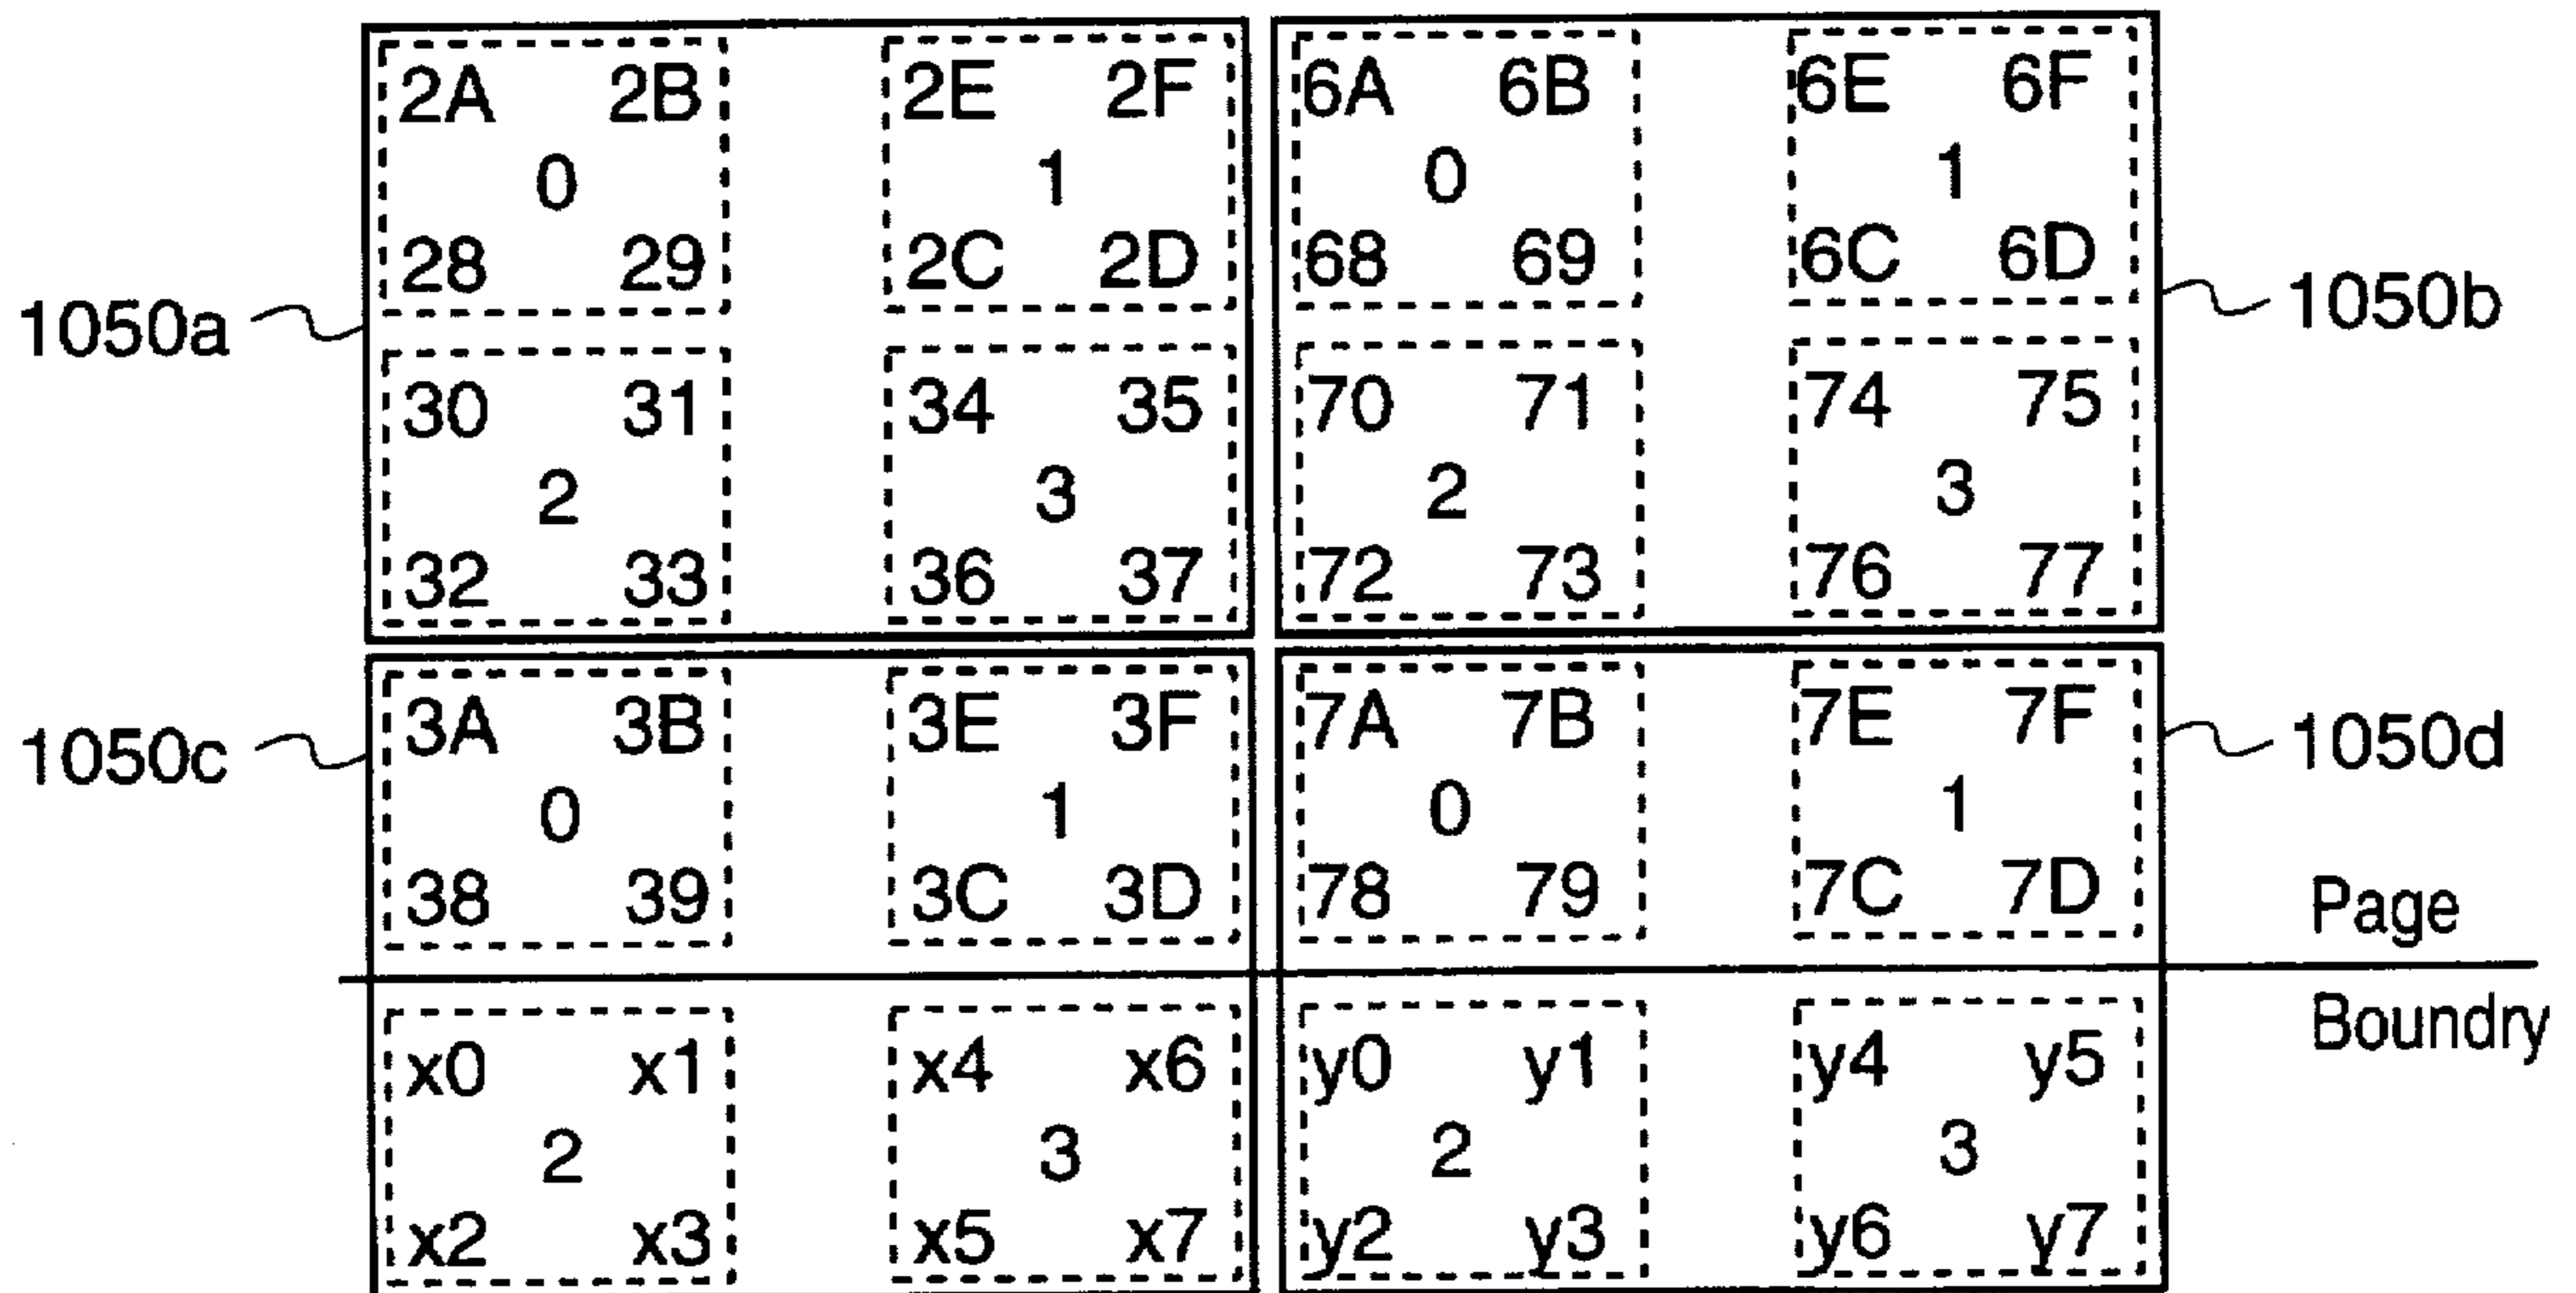 2A 2B 2E 2F 6A 6B 6E 6F
0 1 0 1
28 29 2C 2D 68 69 6C 6D
1050a 1050b
30 31 34 35 70 71 74 75
2 3 2 3
32 33 36 37 72 73 76 77
3A 3B 3E 3F 7A 7B 7E 7F
1050c 1050d
0 1 0 1
38 39 3C 3D 78 79 7C 7D
Page
Boundry
x0 x1 x4 x6 y0 y1 y4 y5
2 3 2 3
x2 x3 x5 x7 y2 y3 y6 y7